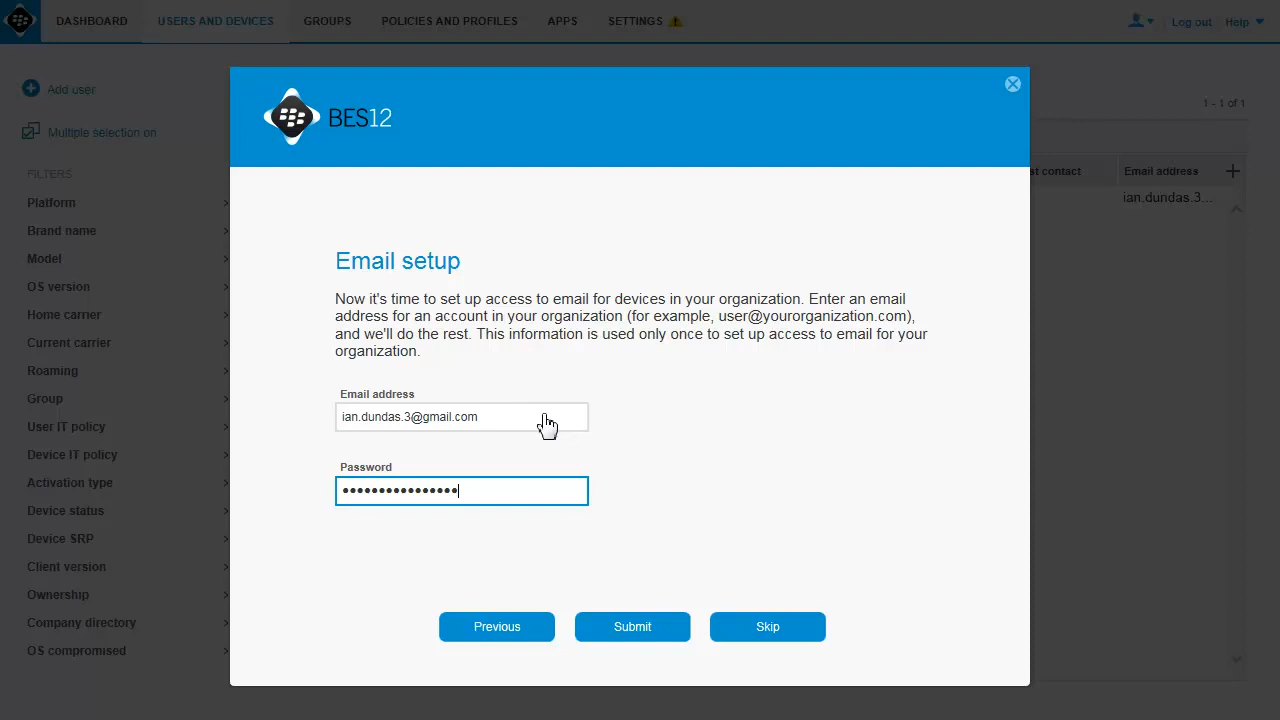 DASHBOARD USERS AND DEVICES GROUPS POLICIES AND PROFILES APPS SETTINGS Log out Help
Add user
1 - 1 of 1
Multiple selection on
FILTERS
Platform
Brand name
Model
OS version
Home carrier
Current carrier
Roaming
Group
User IT policy
Device IT policy
Activation type
Device status
Device SRP
Client version
Ownership
Company directory
OS compromised
contact Email address
ian.dundas.3...
BES12
Email setup
Now it's time to set up access to email for devices in your organization. Enter an email
address for an account in your organization (for example, user@yourorganization.com),
and we'll do the rest. This information is used only once to set up access to email for your
organization.
Email address
ian.dundas.3@gmail.com
Password
••••••••••••••••
Previous Submit Skip